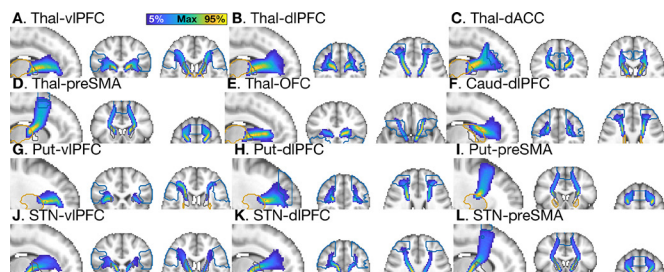 A. Thal-vlPFC
5% Max 95%
B. Thal-dlPFC
C. Thal-dACC
D. Thal-preSMA
E. Thal-OFC
F. Caud-dlPFC
G. Put-vlPFC
H. Put-dlPFC
I. Put-preSMA
J. STN-vlPFC
K. STN-dlPFC
L. STN-preSMA